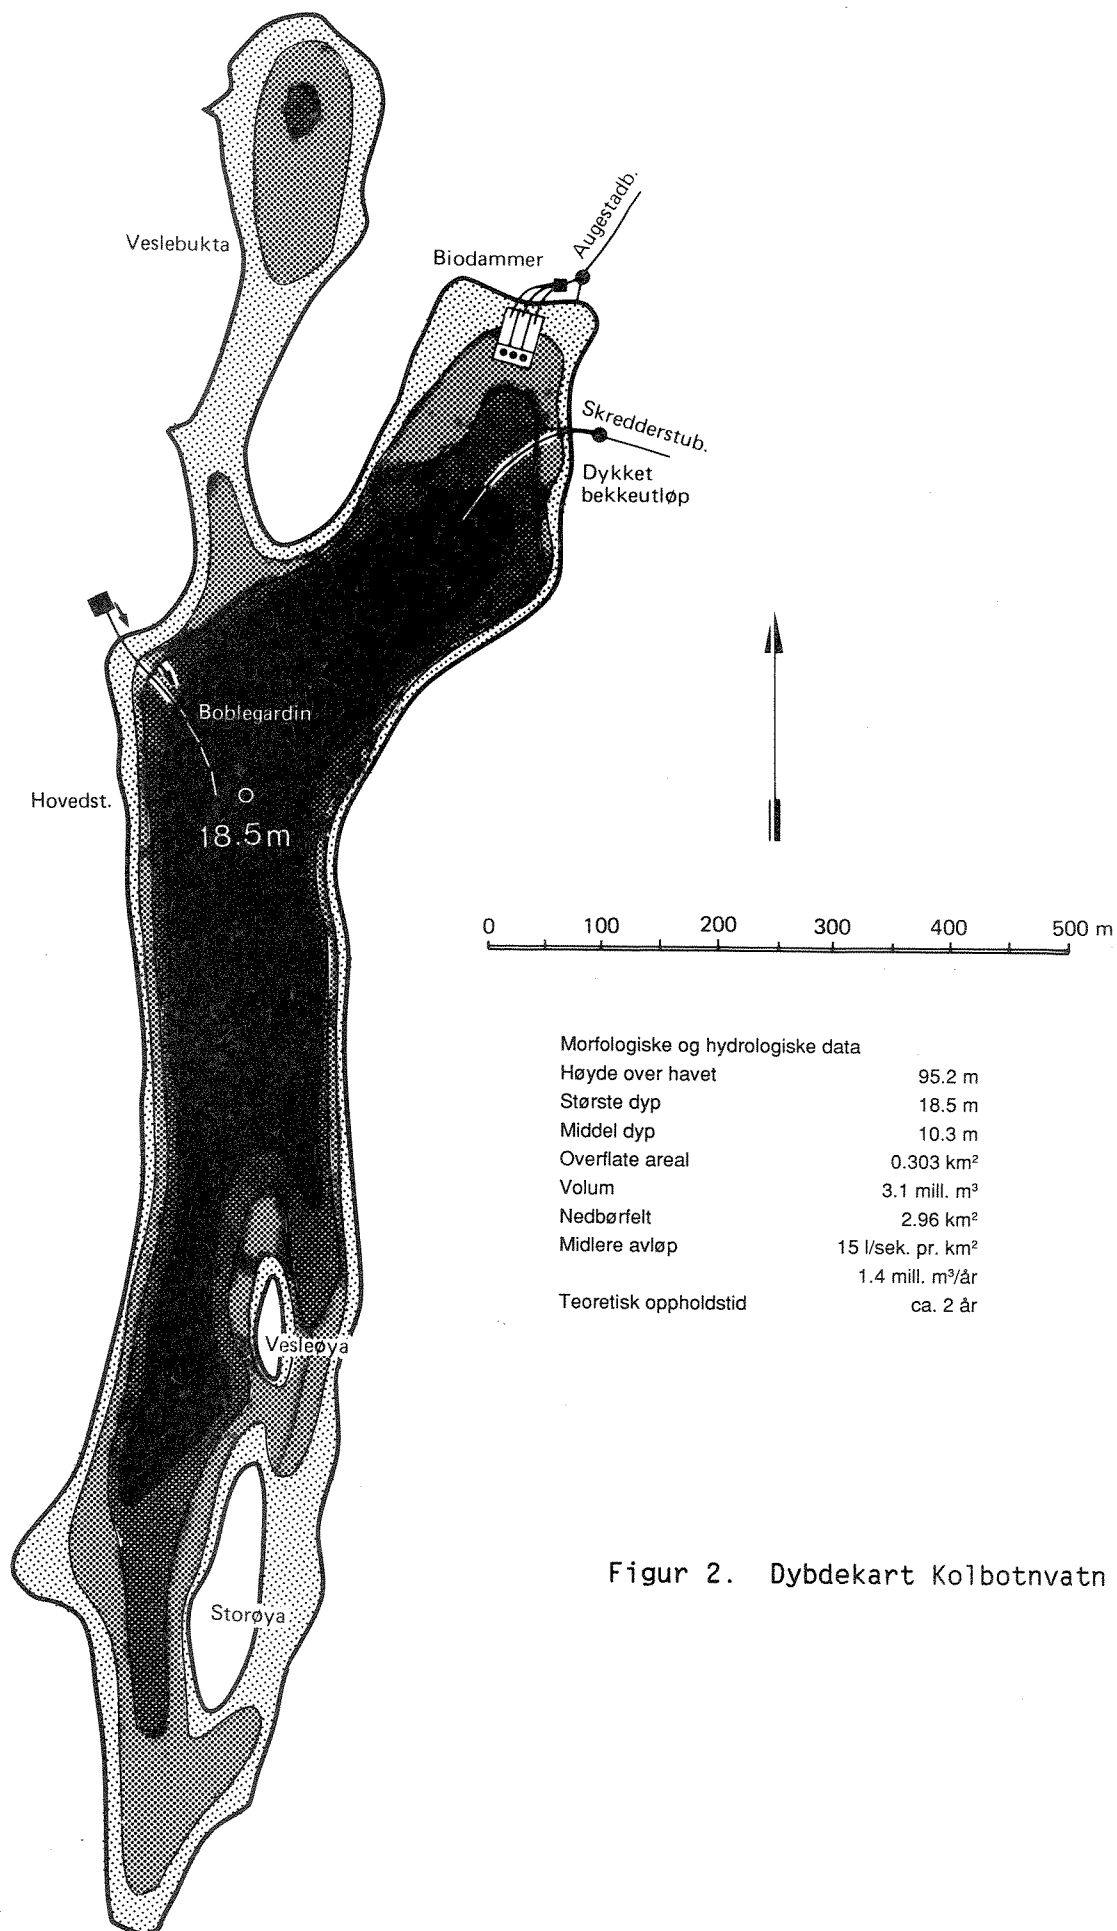 Veslebukta
Biodammer
Augestadb.
Skredderstub.
Dykket
bekkeutløp
Boblegardin
Hovedst.
18.5m
0 100 200 300 400 500 m
Morfologiske og hydrologiske data
Høyde over havet 95.2 m
Største dyp 18.5 m
Middel dyp 10.3 m
Overflate areal 0.303 km²
Volum 3.1 mill. m³
Nedbørfelt 2.96 km²
Midlere avløp 15 l/sek. pr. km²
1.4 mill. m³/år
Teoretisk oppholdstid ca. 2 år
Vesleøya
Storøya
Figur 2. Dybdekart Kolbotnvatn